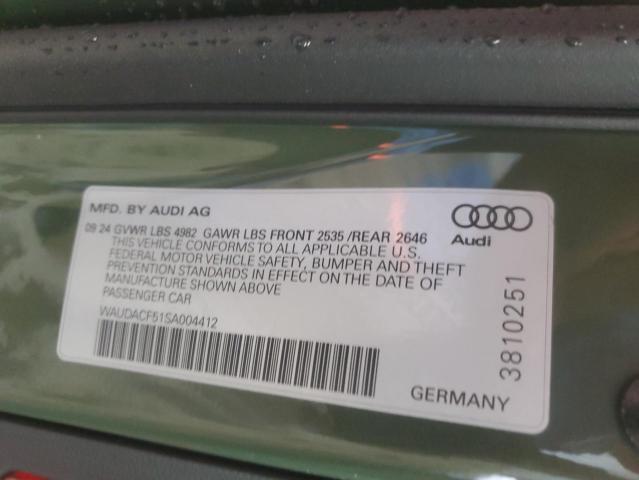 MFD. BY AUDI AG
09 24 GVWR LBS 4982 GAWR LBS FRONT 2535 /REAR 2646
THIS VEHICLE CONFORMS TO ALL APPLICABLE U.S.
FEDERAL MOTOR VEHICLE SAFETY, BUMPER AND THEFT
PREVENTION STANDARDS IN EFFECT ON THE DATE OF
MANUFACTURE SHOWN ABOVE
PASSENGER CAR
WAUDACF51SA004412
Audi
3810251
GERMANY